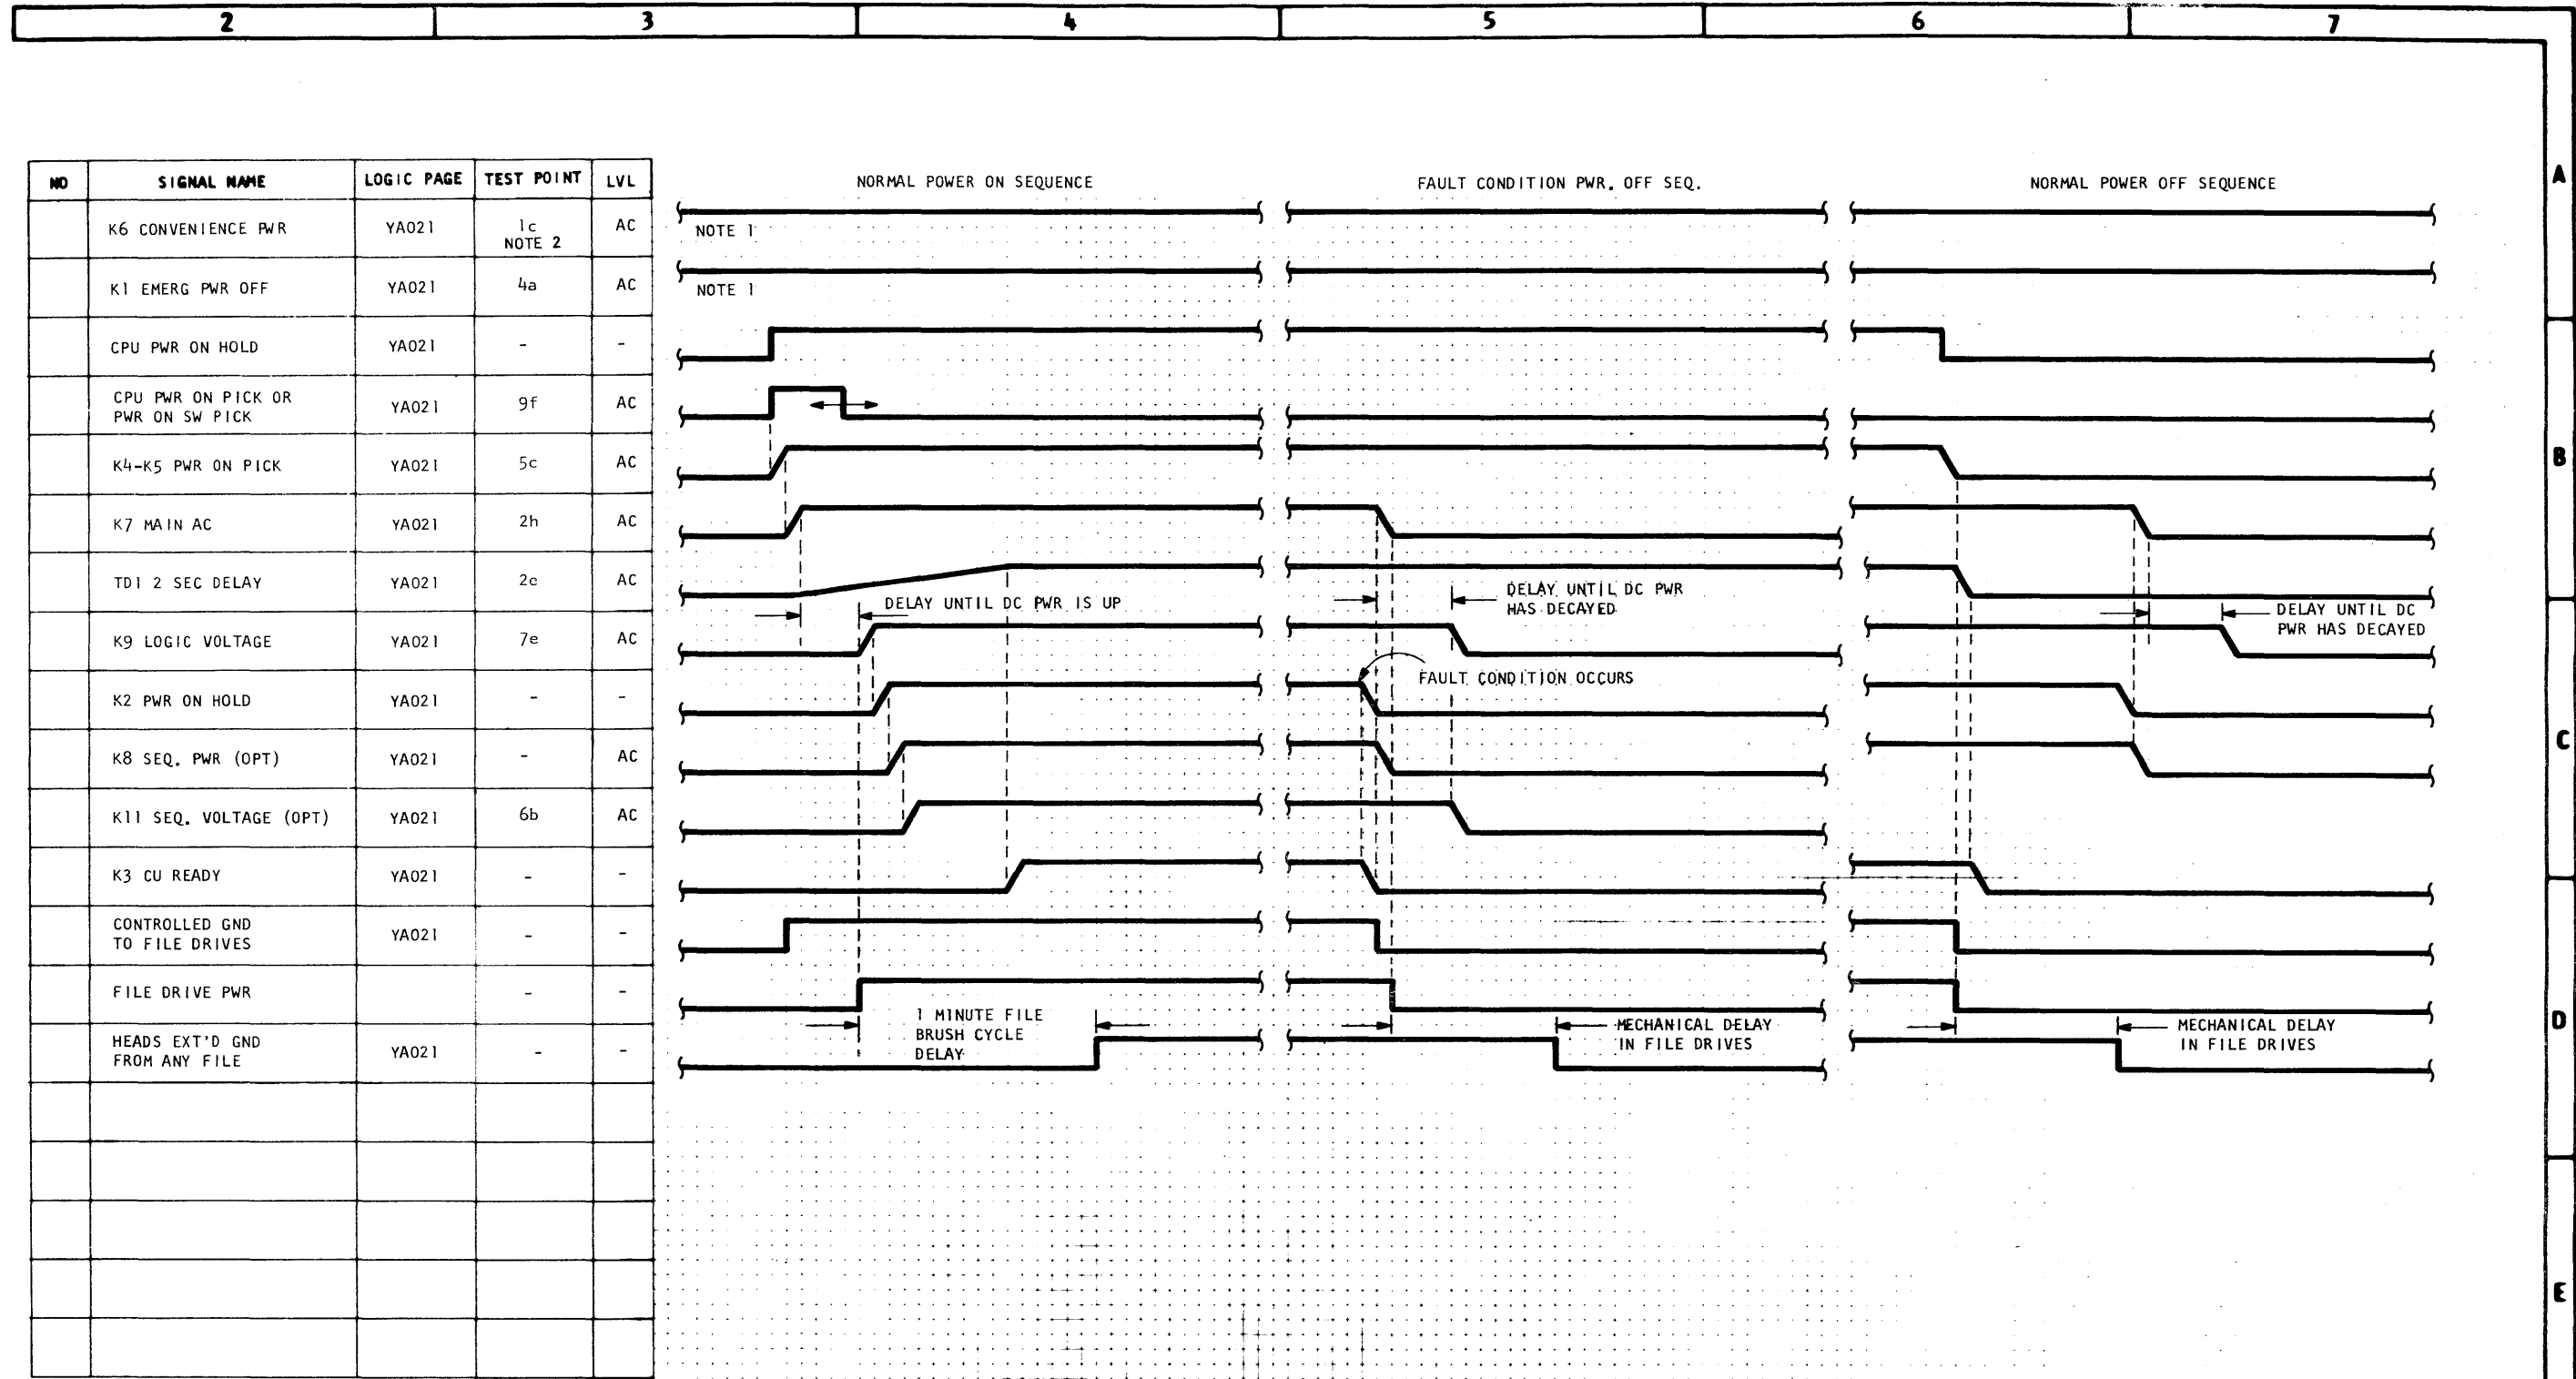 2 3 4 5 6 7
NO SIGNAL NAME LOGIC PAGE TEST POINT LVL
NORMAL POWER ON SEQUENCE FAULT CONDITION PWR. OFF SEQ. NORMAL POWER OFF SEQUENCE
A
K6 CONVENIENCE PWR YA021 1c AC
NOTE 2
NOTE 1
K1 EMERG PWR OFF YA021 4a AC
NOTE 1
CPU PWR ON HOLD YA021 - -
CPU PWR ON PICK OR
PWR ON SW PICK YA021 9f AC
K4-K5 PWR ON PICK YA021 5c AC
B
K7 MAIN AC YA021 2h AC
TD1 2 SEC DELAY YA021 2c AC
DELAY UNTIL DC PWR IS UP
DELAY UNTIL DC PWR
HAS DECAYED
DELAY UNTIL DC
PWR HAS DECAYED
K9 LOGIC VOLTAGE YA021 7e AC
K2 PWR ON HOLD YA021 - -
FAULT CONDITION OCCURS
K8 SEQ. PWR (OPT) YA021 - AC
C
K11 SEQ. VOLTAGE (OPT) YA021 6b AC
K3 CU READY YA021 - -
CONTROLLED GND
TO FILE DRIVES YA021 - -
FILE DRIVE PWR - -
1 MINUTE FILE
BRUSH CYCLE
DELAY
MECHANICAL DELAY
IN FILE DRIVES
MECHANICAL DELAY
IN FILE DRIVES
D
HEADS EXT'D GND
FROM ANY FILE YA021 - -
E